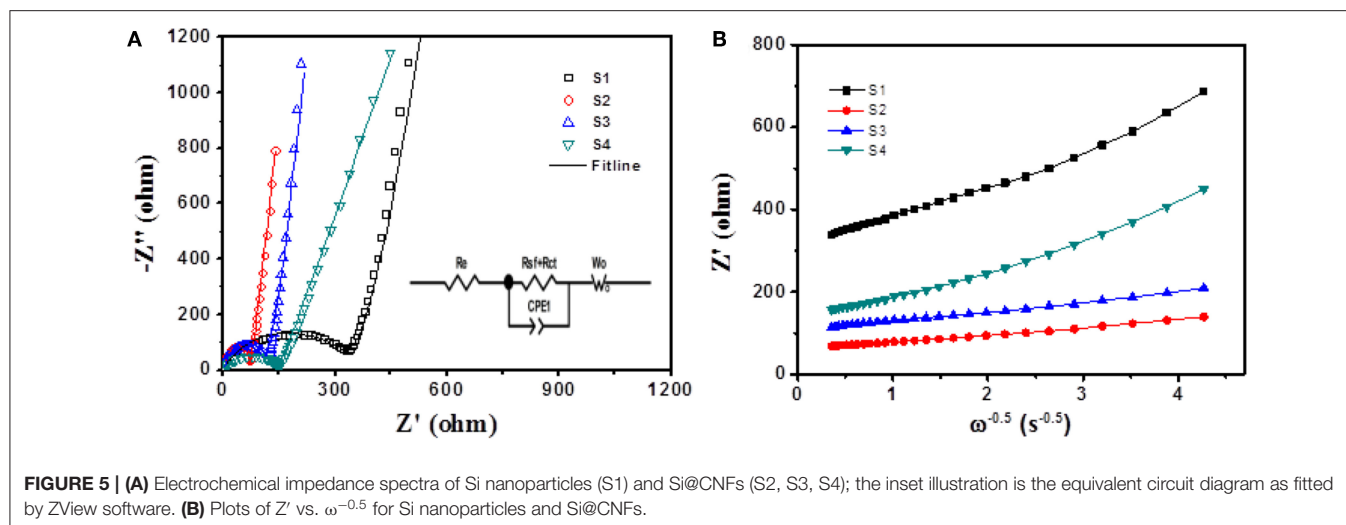 A
1200
1000
800
600
400
200
0
-Z'' (ohm)
0 300 600 900 1200
Z' (ohm)
S1
S2
S3
S4
Fitline
Re
Rsf+Rct
CPE1
Wo
B
800
600
400
200
0
Z' (ohm)
0 1 2 3 4
ω⁻⁰·⁵ (s⁻⁰·⁵)
S1
S2
S3
S4
FIGURE 5 | (A) Electrochemical impedance spectra of Si nanoparticles (S1) and Si@CNFs (S2, S3, S4); the inset illustration is the equivalent circuit diagram as fitted
by ZView software. (B) Plots of Z′ vs. ω⁻⁰·⁵ for Si nanoparticles and Si@CNFs.